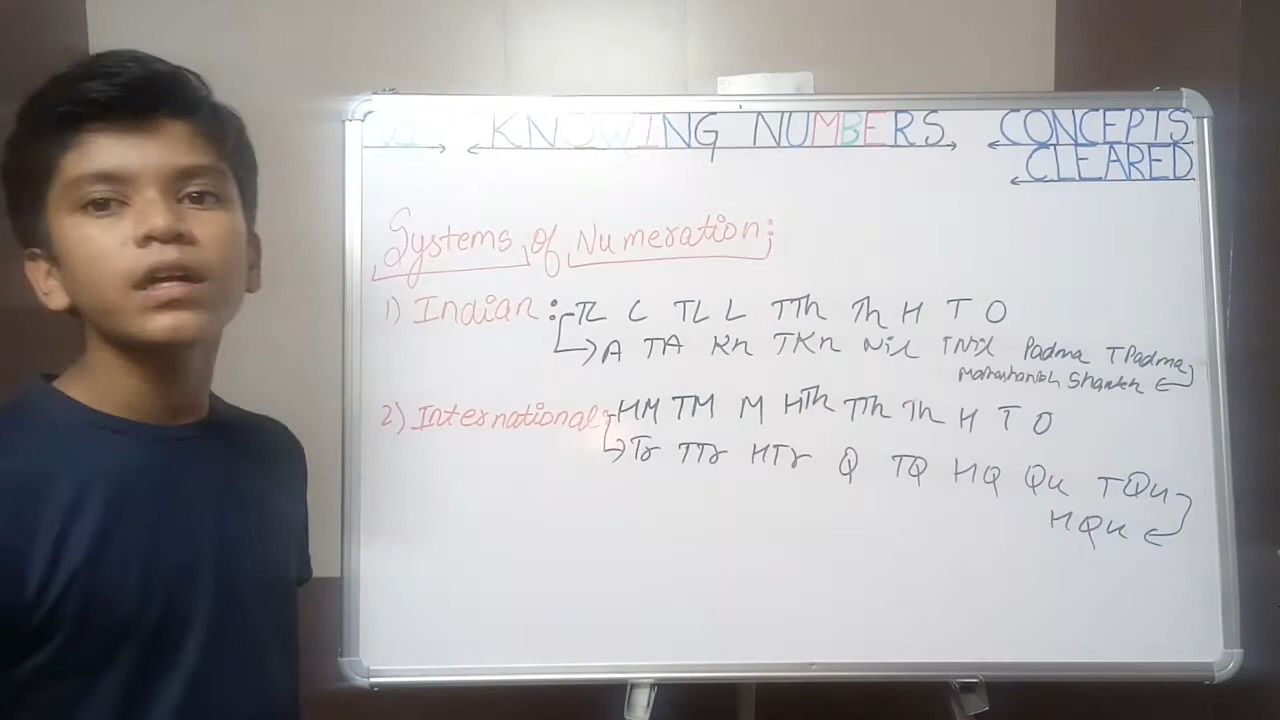 VI KNOWING NUMBERS CONCEPTS
CLEARED
Systems of Numeration:
1) Indian :- TC C TL L TTh Th H T O
A TA Kh TKh Nil TNil Padma TPadma
Shankh
2) International :- HM TM M HTh TTh Th H T O
Tr TTr HTr Q TQ HQ Qu TQu
HQu